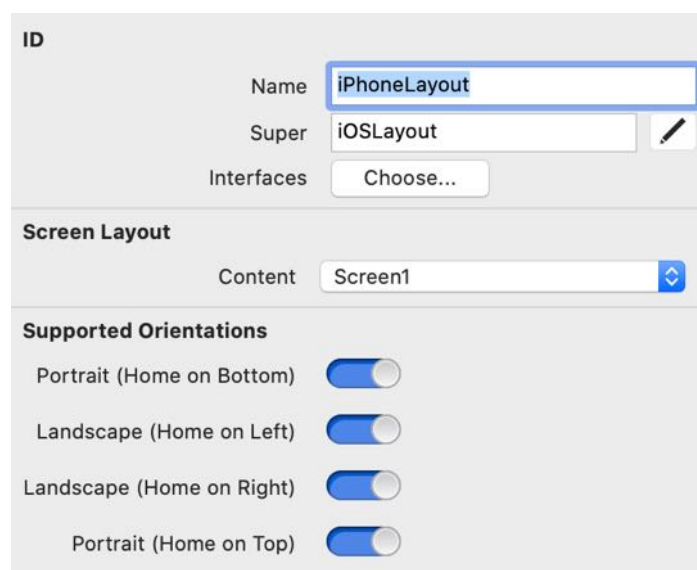 ID
Name iPhoneLayout
Super iOSLayout
Interfaces Choose...
Screen Layout
Content Screen1
Supported Orientations
Portrait (Home on Bottom)
Landscape (Home on Left)
Landscape (Home on Right)
Portrait (Home on Top)